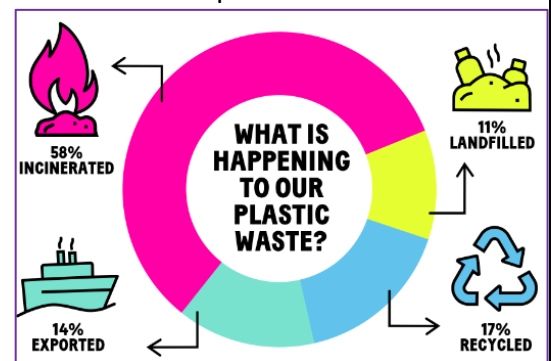 WHAT IS
HAPPENING
TO OUR
PLASTIC
WASTE?
58%
INCINERATED
11%
LANDFILLED
14%
EXPORTED
17%
RECYCLED